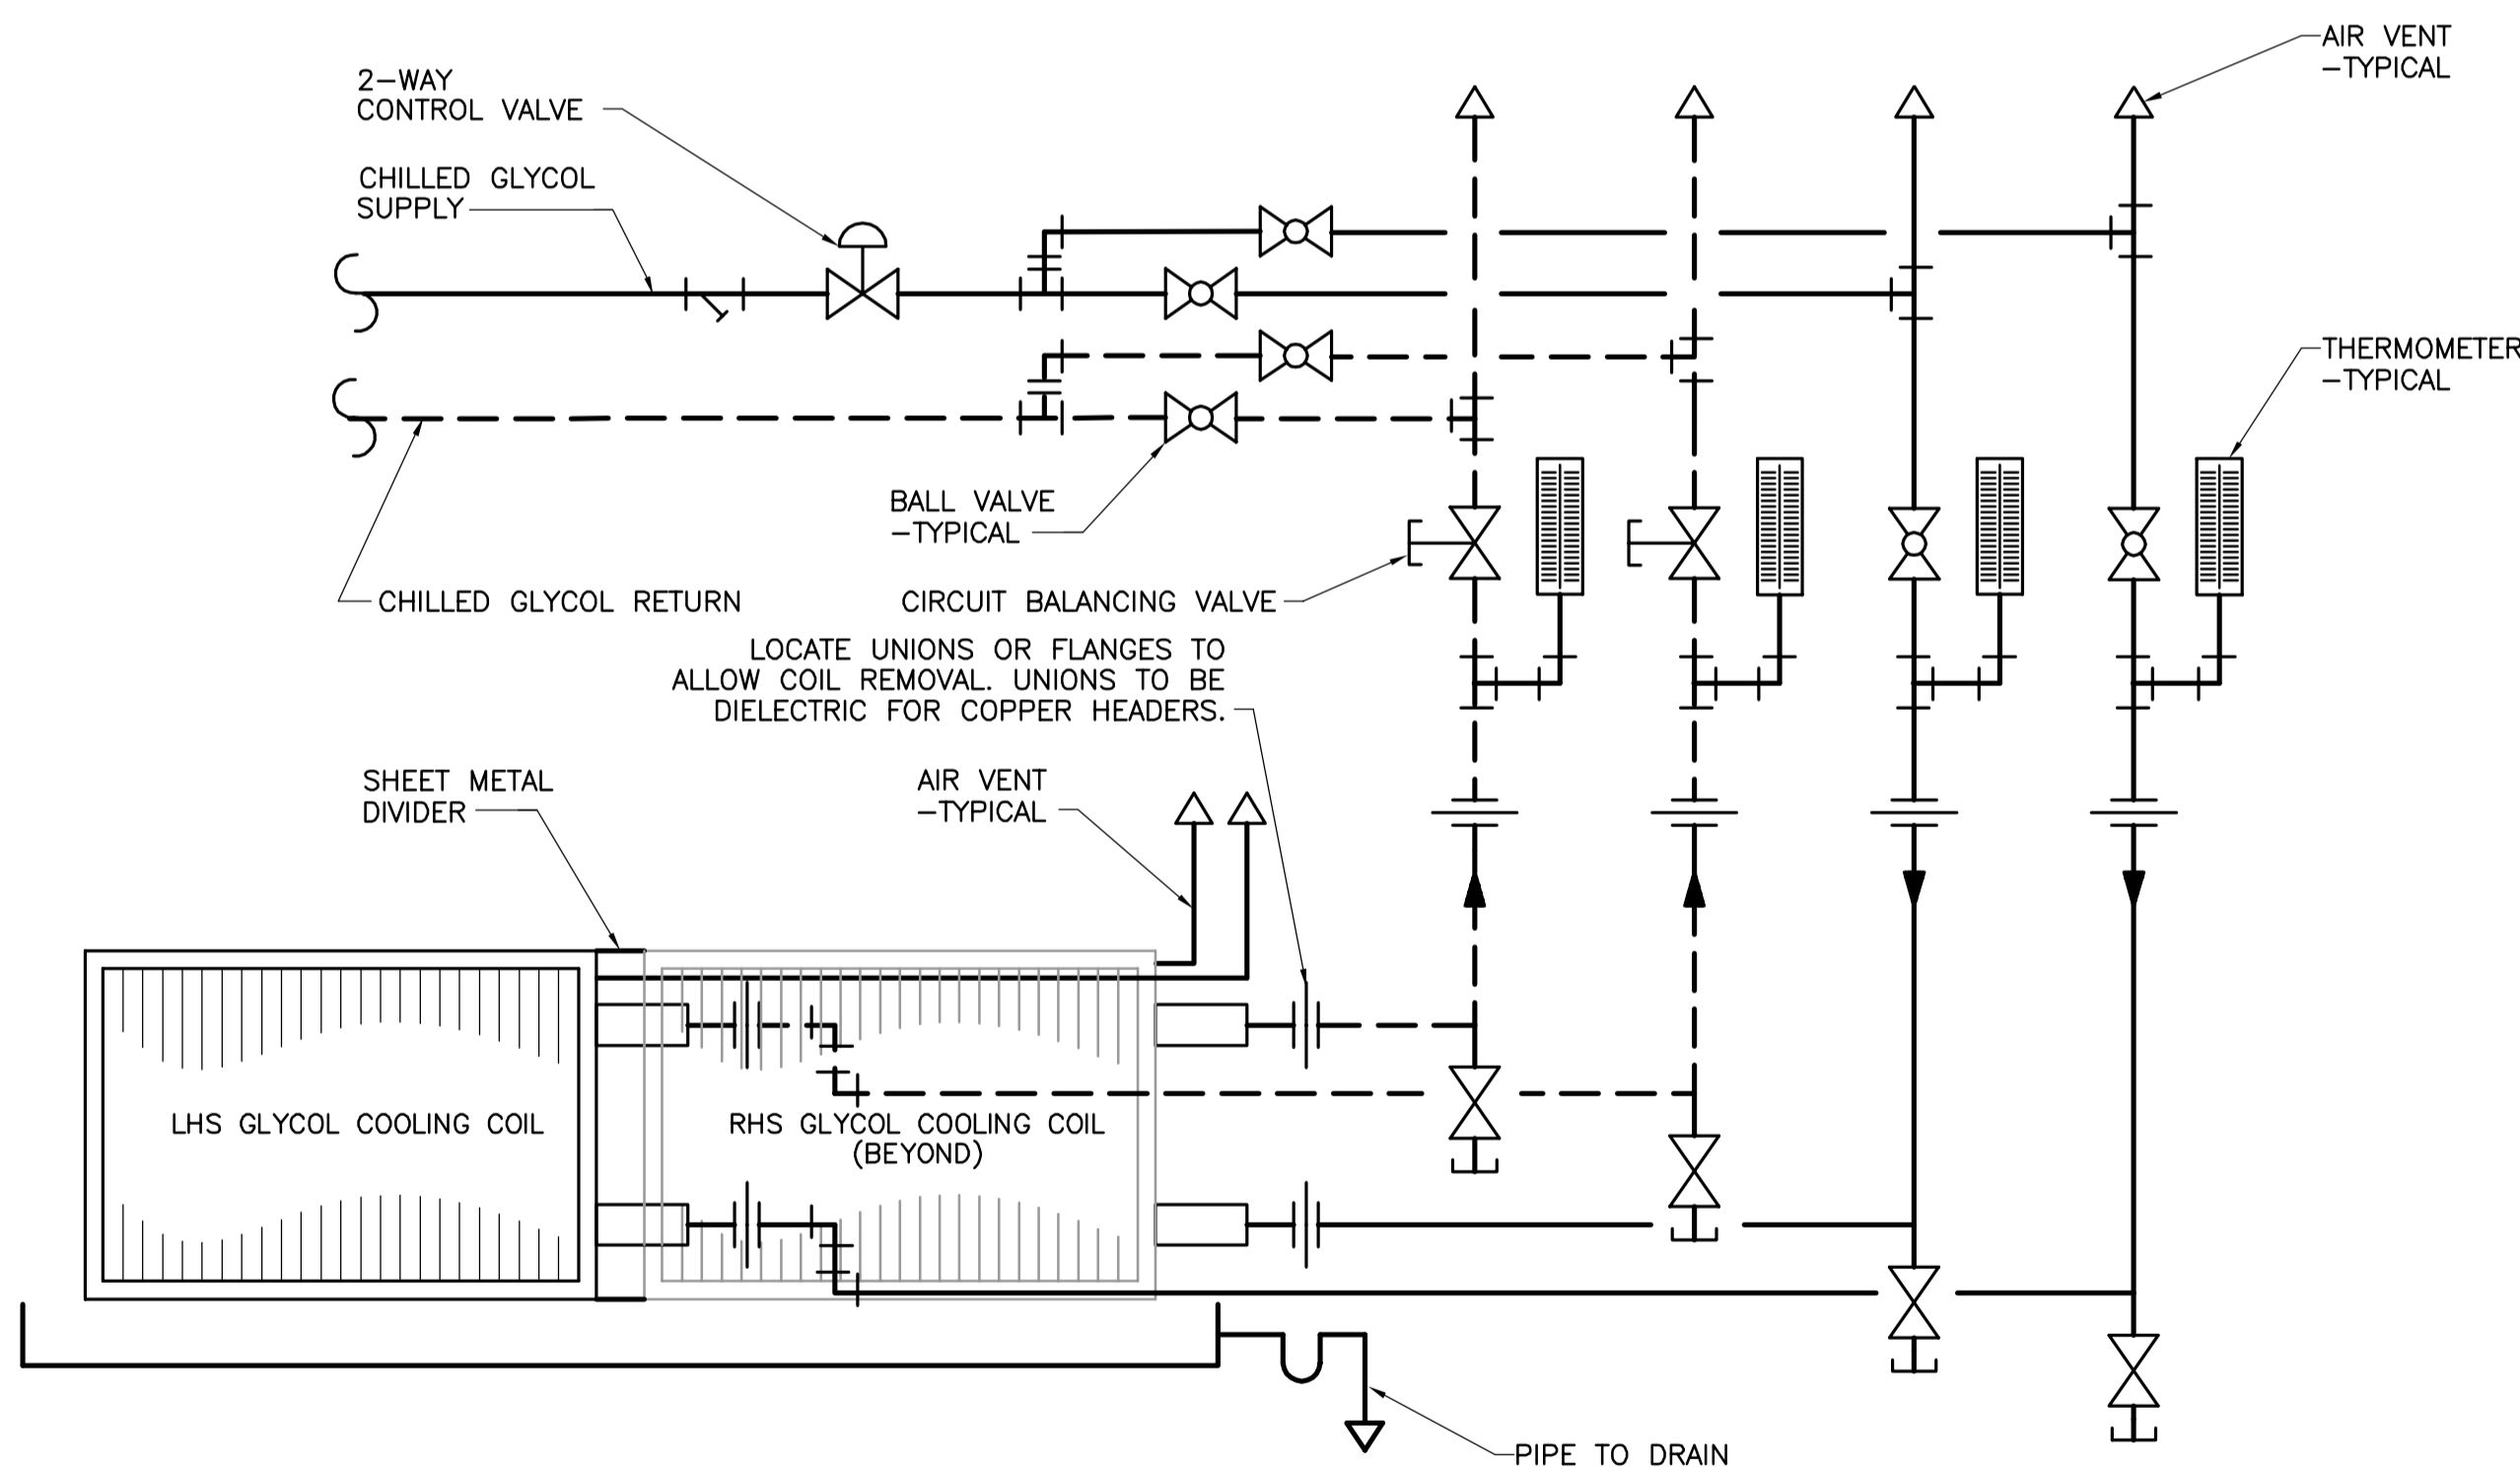 AIR VENT
-TYPICAL
2-WAY
CONTROL VALVE
CHILLED GLYCOL
SUPPLY
THERMOMETER
-TYPICAL
BALL VALVE
-TYPICAL
CHILLED GLYCOL RETURN
CIRCUIT BALANCING VALVE
LOCATE UNIONS OR FLANGES TO
ALLOW COIL REMOVAL. UNIONS TO BE
DIELECTRIC FOR COPPER HEADERS.
SHEET METAL
DIVIDER
AIR VENT
-TYPICAL
LHS GLYCOL COOLING COIL
RHS GLYCOL COOLING COIL
(BEYOND)
PIPE TO DRAIN